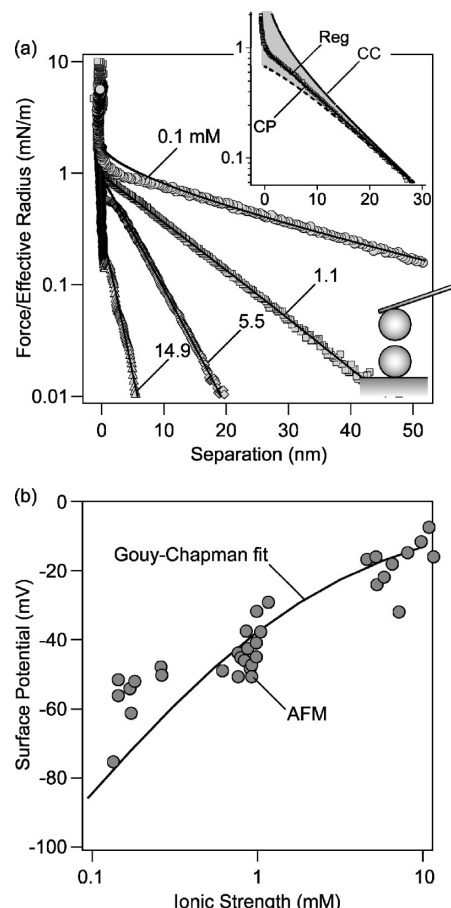 (a)
Force/Effective Radius (mN/m)
10
1
0.1
0.01
0.1 mM
1.1
5.5
14.9
0
10
20
30
40
50
Separation (nm)
1
0.1
Reg
CC
CP
0
10
20
30
(b)
Surface Potential (mV)
0
-20
-40
-60
-80
-100
Gouy-Chapman fit
AFM
0.1
1
10
Ionic Strength (mM)